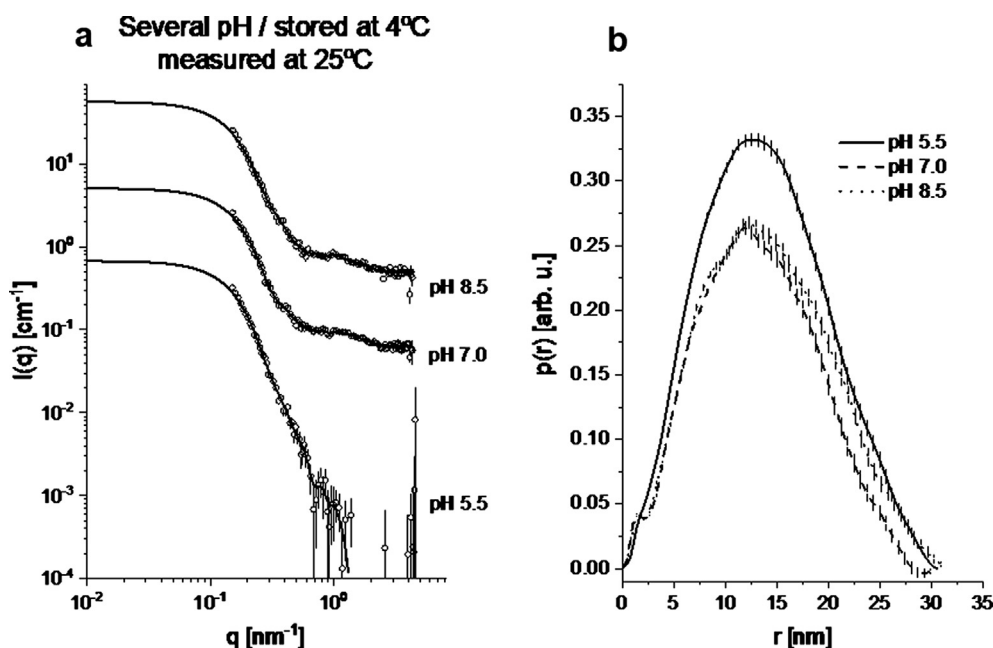 a
Several pH / stored at 4ºC
measured at 25ºC
I(q) [cm⁻¹]
10¹
10⁰
10⁻¹
10⁻²
10⁻³
10⁻⁴
pH 8.5
pH 7.0
pH 5.5
10⁻²
10⁻¹
10⁰
q [nm⁻¹]
b
p(r) [arb. u.]
0.35
0.30
0.25
0.20
0.15
0.10
0.05
0.00
pH 5.5
pH 7.0
pH 8.5
0 5 10 15 20 25 30 35
r [nm]